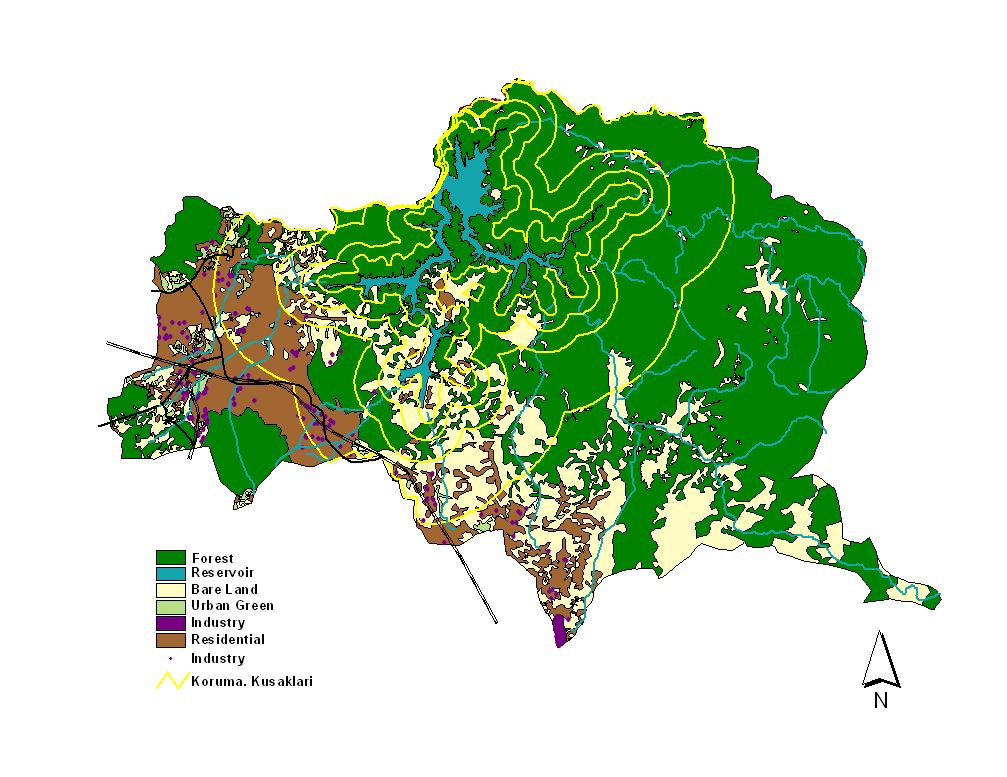 Forest
Reservoir
Bare Land
Urban Green
Industry
Residential
Industry
Koruma. Kusaklari
N